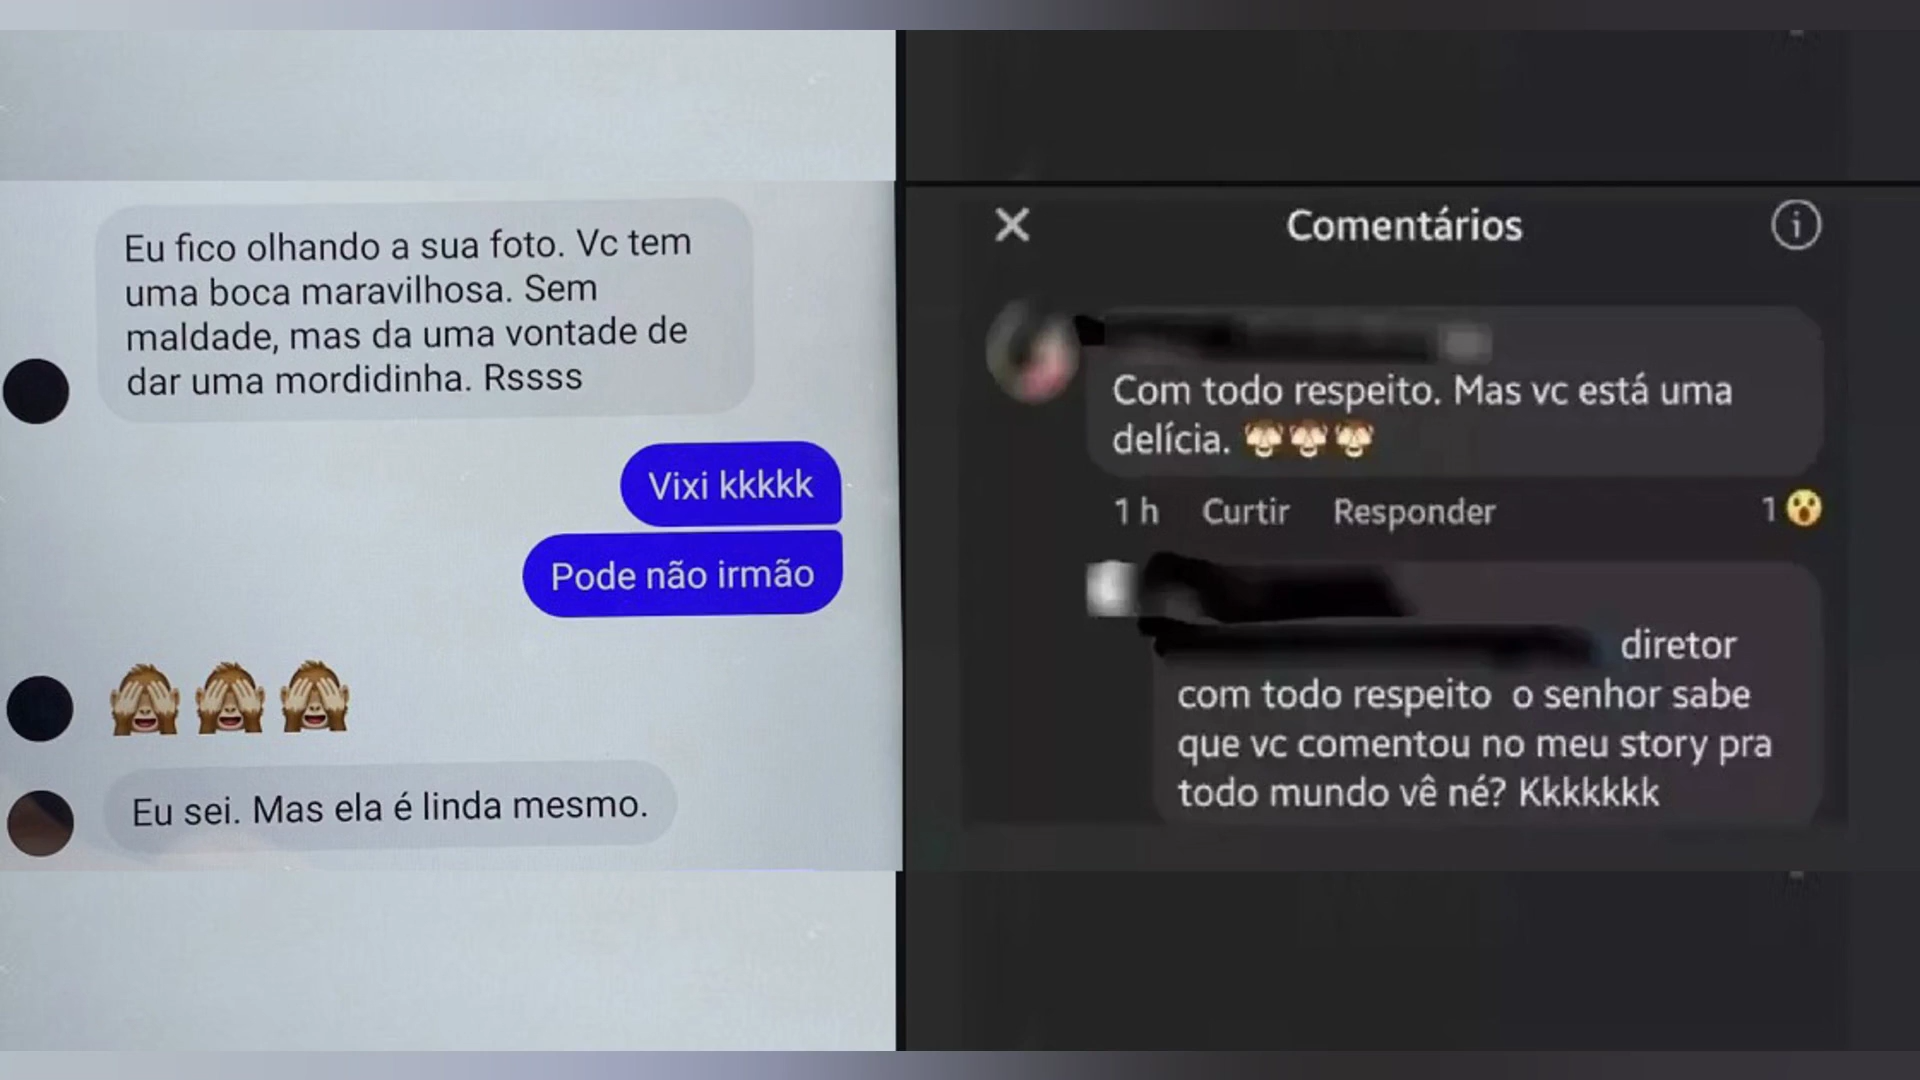 Eu fico olhando a sua foto. Vc tem
uma boca maravilhosa. Sem
maldade, mas da uma vontade de
dar uma mordidinha. Rssss
Vixi kkkkk
Pode não irmão
Eu sei. Mas ela é linda mesmo.
Comentários
Com todo respeito. Mas vc está uma
delícia.
1 h Curtir Responder 1
diretor
com todo respeito o senhor sabe
que vc comentou no meu story pra
todo mundo vê né? Kkkkkkk